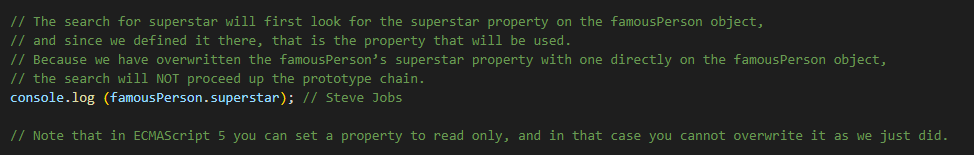 // The search for superstar will first look for the superstar property on the famousPerson object,
// and since we defined it there, that is the property that will be used.
// Because we have overwritten the famousPerson’s superstar property with one directly on the famousPerson object,
// the search will NOT proceed up the prototype chain.
console.log (famousPerson.superstar); // Steve Jobs
// Note that in ECMAScript 5 you can set a property to read only, and in that case you cannot overwrite it as we just did.